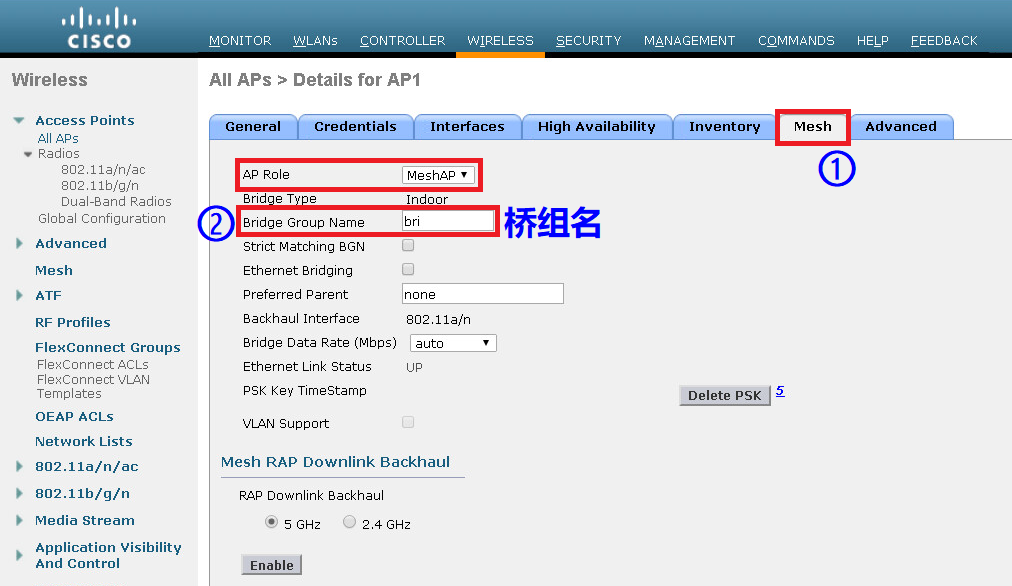 CISCO
MONITOR WLANs CONTROLLER WIRELESS SECURITY MANAGEMENT COMMANDS HELP FEEDBACK
Wireless
Access Points
All APs
Radios
802.11a/n/ac
802.11b/g/n
Dual-Band Radios
Global Configuration
Advanced
Mesh
ATF
RF Profiles
FlexConnect Groups
FlexConnect ACLs
FlexConnect VLAN
Templates
OEAP ACLs
Network Lists
802.11a/n/ac
802.11b/g/n
Media Stream
Application Visibility
And Control
All APs > Details for AP1
General Credentials Interfaces High Availability Inventory Mesh Advanced
①
AP Role MeshAP
Bridge Type Indoor
② Bridge Group Name bri 桥组名
Strict Matching BGN
Ethernet Bridging
Preferred Parent none
Backhaul Interface 802.11a/n
Bridge Data Rate (Mbps) auto
Ethernet Link Status UP
PSK Key TimeStamp
Delete PSK 5
VLAN Support
Mesh RAP Downlink Backhaul
RAP Downlink Backhaul
5 GHz 2.4 GHz
Enable